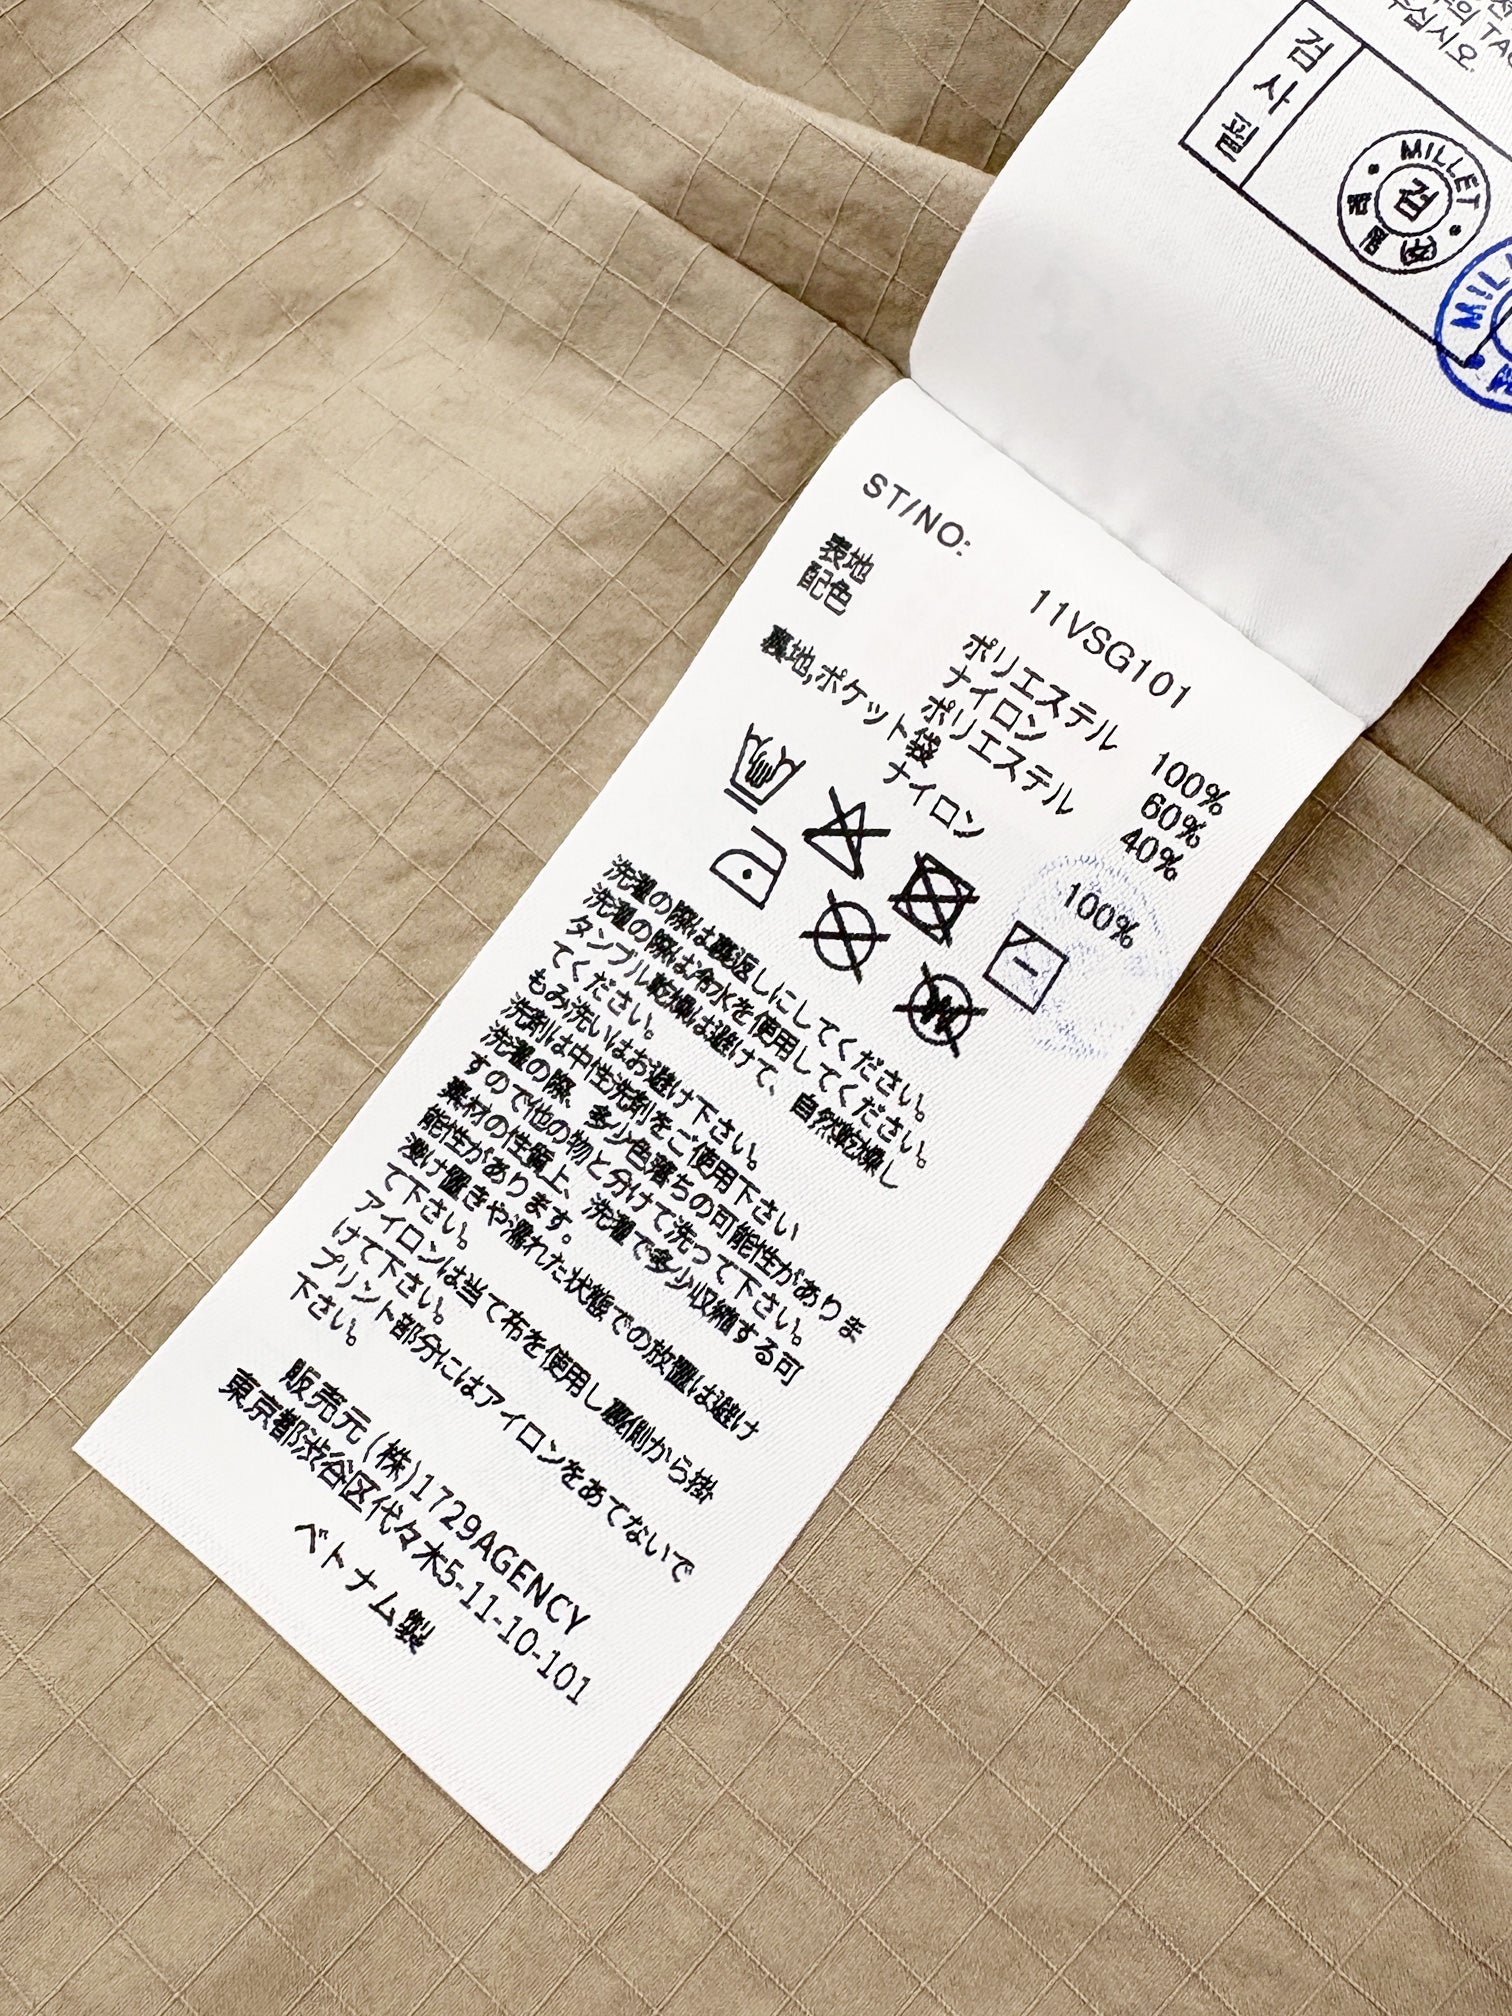 의 TAG
십시오.
검사필
MILLET
검
(주)
MIL
ST/NO: 11VSG101
表地 ポリエステル 100%
配色 ナイロン 60%
ポリエステル 40%
裏地,ポケット袋 ナイロン 100%
洗濯の際は裏返しにしてください。
洗濯の際は冷水を使用してください。
タンブル乾燥は避けて、自然乾燥し
てください。
もみ洗いはお避け下さい。
洗剤は中性洗剤をご使用下さい
洗濯の際、多少色落ちの可能性がありま
すので他の物と分けて洗って下さい。
素材の性質上、洗濯で多少収縮する可
能性があります。
浸け置きや濡れた状態での放置は避け
て下さい。
アイロンは当て布を使用し裏側から掛
けて下さい。
プリント部分にはアイロンをあてないで
下さい。
販売元 (株)1729AGENCY
東京都渋谷区代々木5-11-10-101
ベトナム製